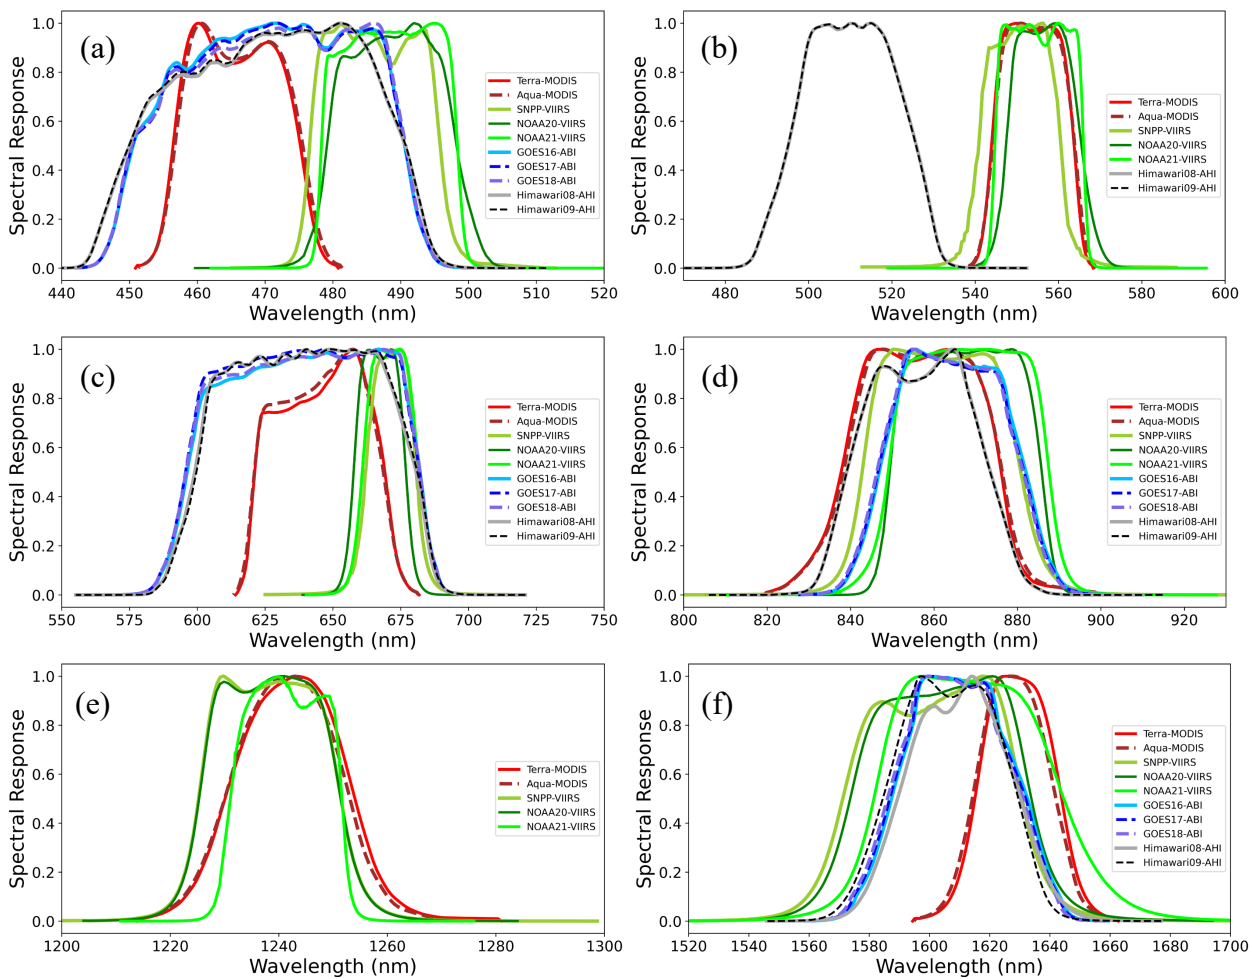 (a)
Spectral Response
1.0
0.8
0.6
0.4
0.2
0.0
440 450 460 470 480 490 500 510 520
Wavelength (nm)
Terra-MODIS
Aqua-MODIS
SNPP-VIIRS
NOAA20-VIIRS
NOAA21-VIIRS
GOES16-ABI
GOES17-ABI
GOES18-ABI
Himawari08-AHI
Himawari09-AHI
(b)
Spectral Response
1.0
0.8
0.6
0.4
0.2
0.0
480 500 520 540 560 580 600
Wavelength (nm)
Terra-MODIS
Aqua-MODIS
SNPP-VIIRS
NOAA20-VIIRS
NOAA21-VIIRS
Himawari08-AHI
Himawari09-AHI
(c)
Spectral Response
1.0
0.8
0.6
0.4
0.2
0.0
550 575 600 625 650 675 700 725 750
Wavelength (nm)
Terra-MODIS
Aqua-MODIS
SNPP-VIIRS
NOAA20-VIIRS
NOAA21-VIIRS
GOES16-ABI
GOES17-ABI
GOES18-ABI
Himawari08-AHI
Himawari09-AHI
(d)
Spectral Response
1.0
0.8
0.6
0.4
0.2
0.0
800 820 840 860 880 900 920
Wavelength (nm)
Terra-MODIS
Aqua-MODIS
SNPP-VIIRS
NOAA20-VIIRS
NOAA21-VIIRS
GOES16-ABI
GOES17-ABI
GOES18-ABI
Himawari08-AHI
Himawari09-AHI
(e)
Spectral Response
1.0
0.8
0.6
0.4
0.2
0.0
1200 1220 1240 1260 1280 1300
Wavelength (nm)
Terra-MODIS
Aqua-MODIS
SNPP-VIIRS
NOAA20-VIIRS
NOAA21-VIIRS
(f)
Spectral Response
1.0
0.8
0.6
0.4
0.2
0.0
1520 1540 1560 1580 1600 1620 1640 1660 1680 1700
Wavelength (nm)
Terra-MODIS
Aqua-MODIS
SNPP-VIIRS
NOAA20-VIIRS
NOAA21-VIIRS
GOES16-ABI
GOES17-ABI
GOES18-ABI
Himawari08-AHI
Himawari09-AHI